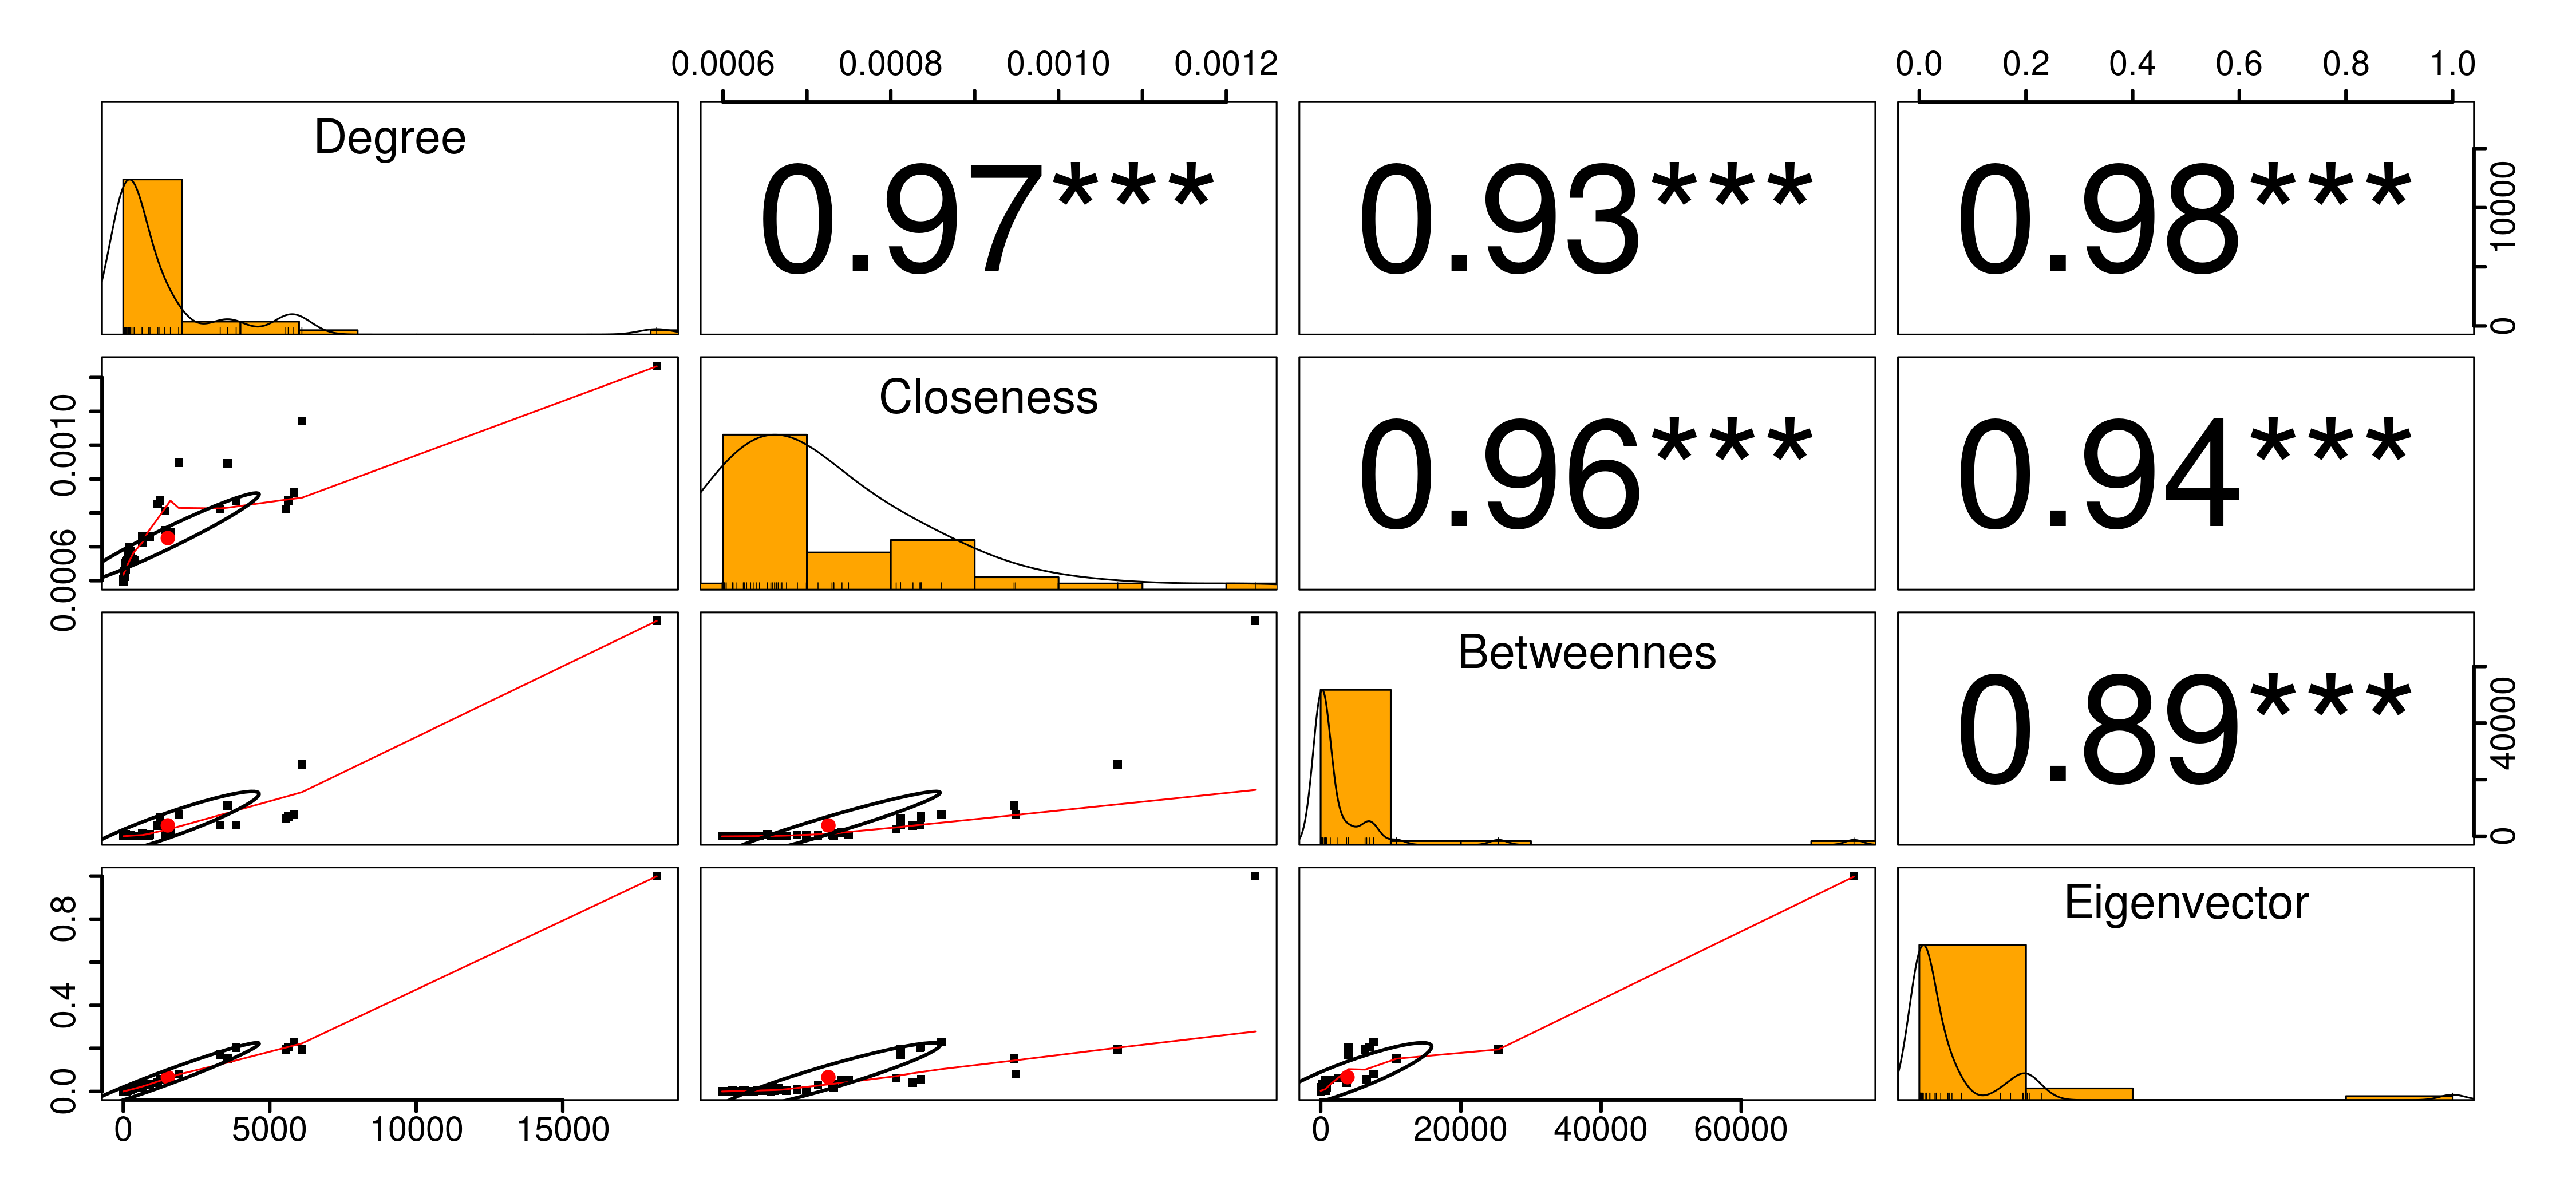 0.0006 0.0008 0.0010 0.0012 0.0 0.2 0.4 0.6 0.8 1.0
Degree 0.97*** 0.93*** 0.98*** 0 10000
0.0006 0.0010 Closeness 0.96*** 0.94***
Betweennes 0.89*** 0 40000
0.0 0.4 0.8 Eigenvector
0 5000 10000 15000 0 20000 40000 60000